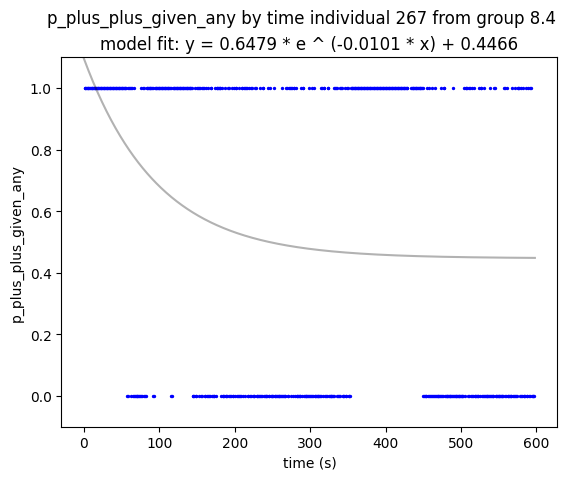 p_plus_plus_given_any by time individual 267 from group 8.4
model fit: y = 0.6479 * e ^ (-0.0101 * x) + 0.4466
1.0
0.8
0.6
0.4
0.2
0.0
p_plus_plus_given_any
0 100 200 300 400 500 600
time (s)